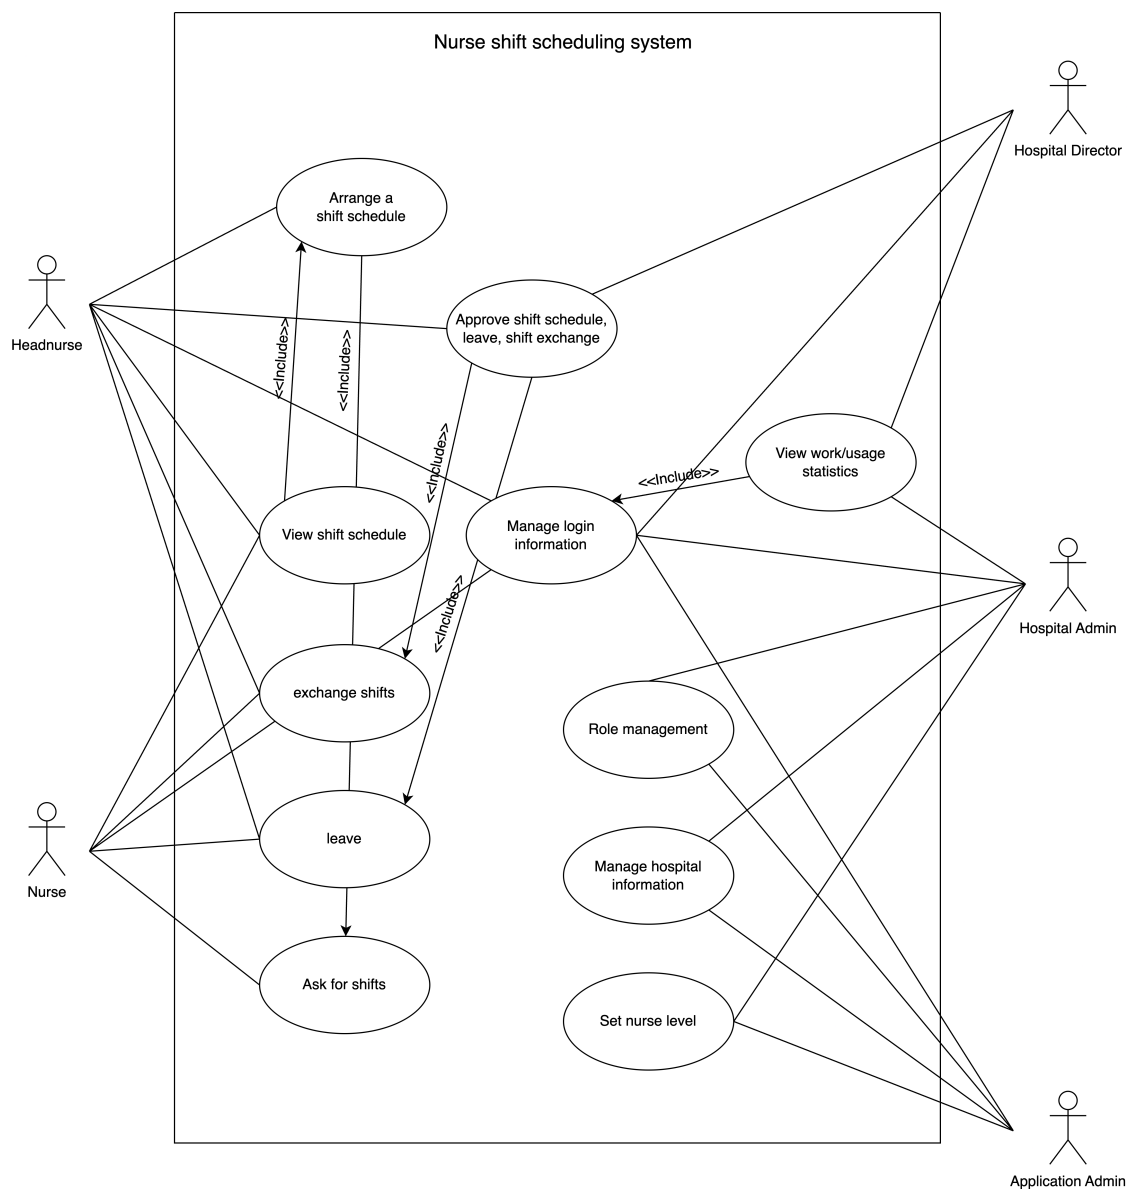 Nurse shift scheduling system
Hospital Director
Arrange a
shift schedule
Headnurse
Approve shift schedule,
leave, shift exchange
<<Include>>
<<Include>>
<<Include>>
View work/usage
statistics
<<Include>>
View shift schedule
Manage login
information
<<Include>>
Hospital Admin
exchange shifts
Role management
leave
Manage hospital
information
Nurse
Ask for shifts
Set nurse level
Application Admin